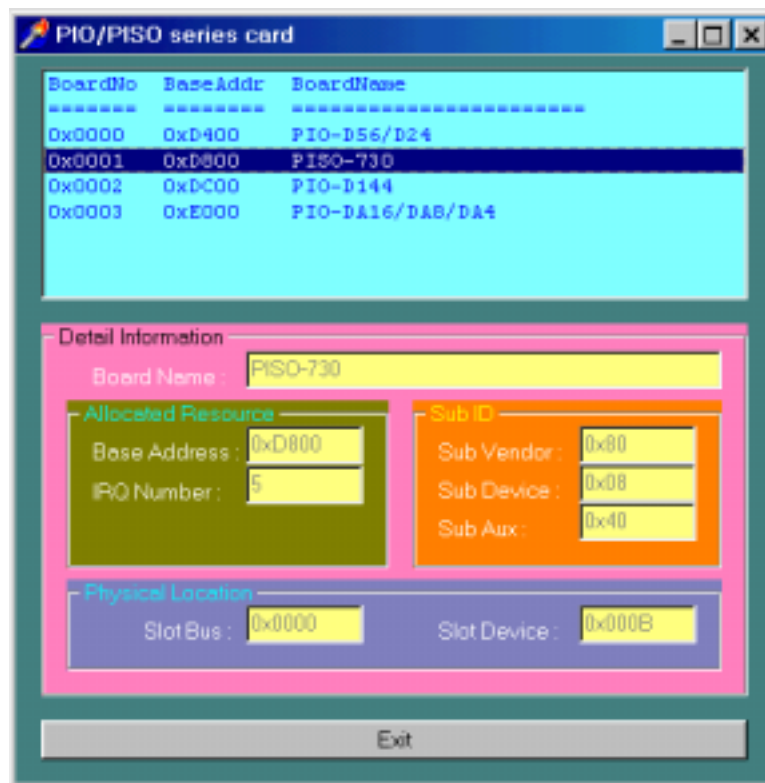 PIO/PISO series card
BoardNo BaseAddr BoardName
======= ======== =======================
0x0000 0xD400 PIO-D56/D24
0x0001 0xD800 PISO-730
0x0002 0xDC00 PIO-D144
0x0003 0xE000 PIO-DA16/DA8/DA4
Detail Information
Board Name : PISO-730
Allocated Resource
Base Address : 0xD800
IRQ Number : 5
Sub ID
Sub Vendor : 0x80
Sub Device : 0x08
Sub Aux : 0x40
Physical Location
Slot Bus : 0x0000 Slot Device : 0x000B
Exit